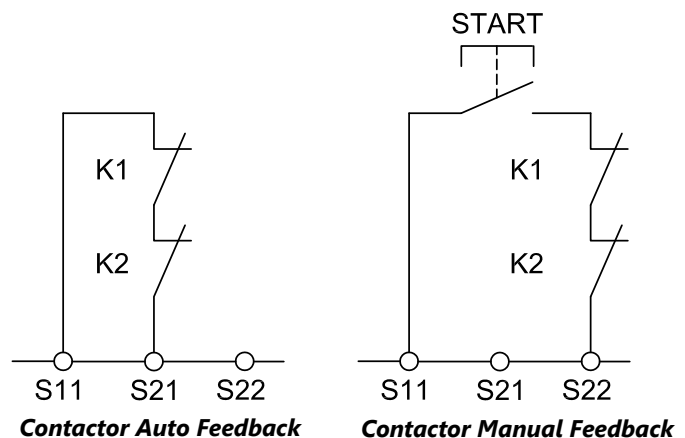 START
K1
K1
K2
K2
S11 S21 S22
S11 S21 S22
Contactor Auto Feedback
Contactor Manual Feedback